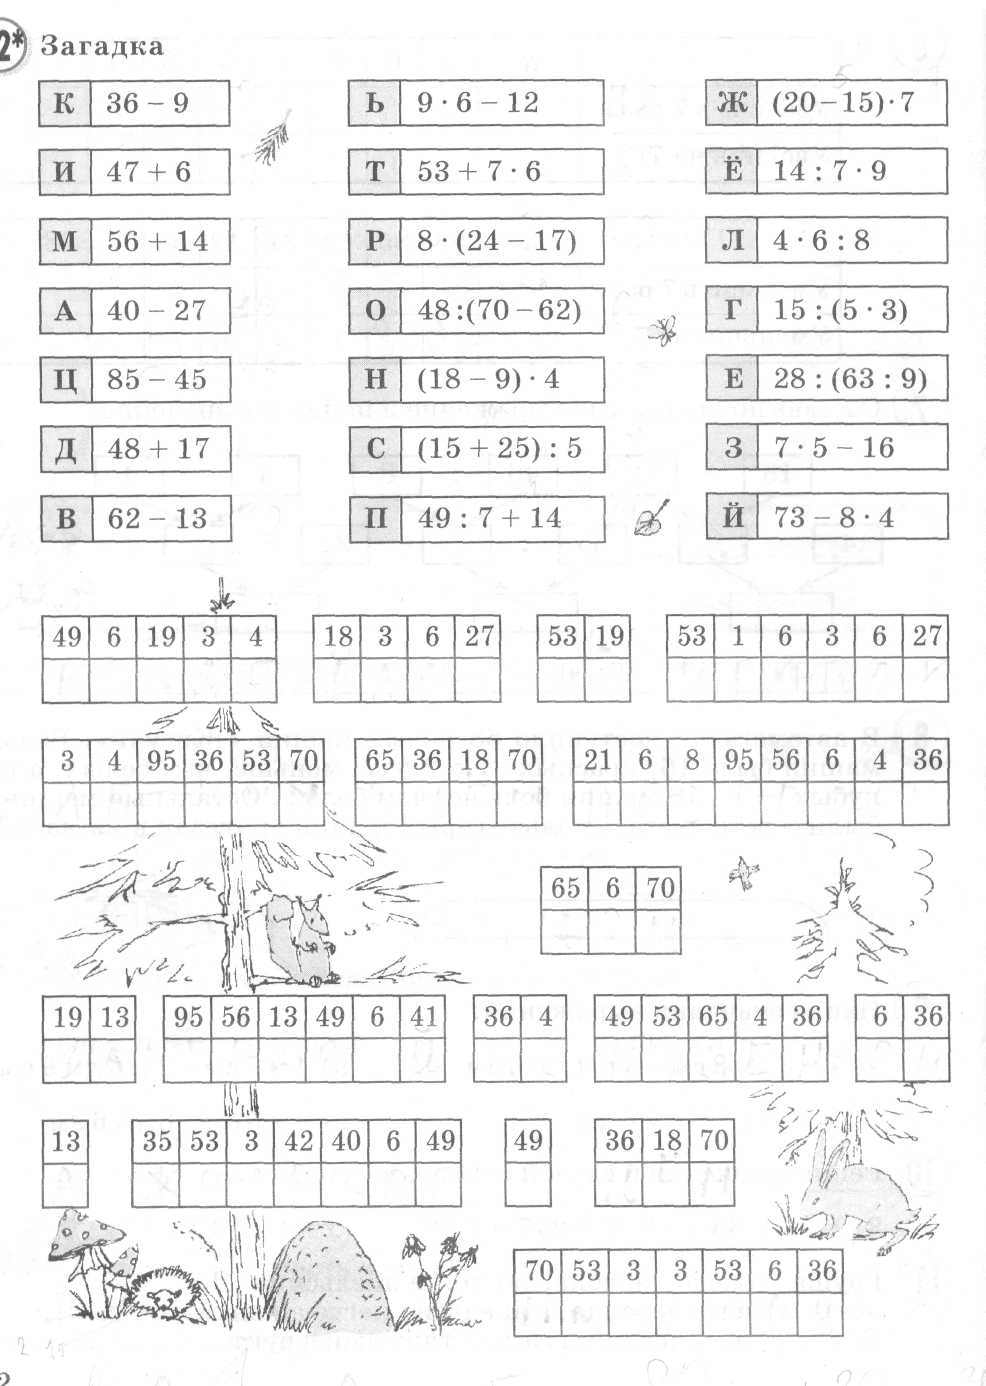 2* Загадка
К 36 – 9 Ь 9 · 6 – 12 Ж (20 – 15) · 7
И 47 + 6 Т 53 + 7 · 6 Ё 14 : 7 · 9
М 56 + 14 Р 8 · (24 – 17) Л 4 · 6 : 8
А 40 – 27 О 48 : (70 – 62) Г 15 : (5 · 3)
Ц 85 – 45 Н (18 – 9) · 4 Е 28 : (63 : 9)
Д 48 + 17 С (15 + 25) : 5 З 7 · 5 – 16
В 62 – 13 П 49 : 7 + 14 Й 73 – 8 · 4
49 6 19 3 4 18 3 6 27 53 19 53 1 6 3 6 27
3 4 95 36 53 70 65 36 18 70 21 6 8 95 56 6 4 36
65 6 70
19 13 95 56 13 49 6 41 36 4 49 53 65 4 36 6 36
13 35 53 3 42 40 6 49 49 36 18 70
70 53 3 3 53 6 36